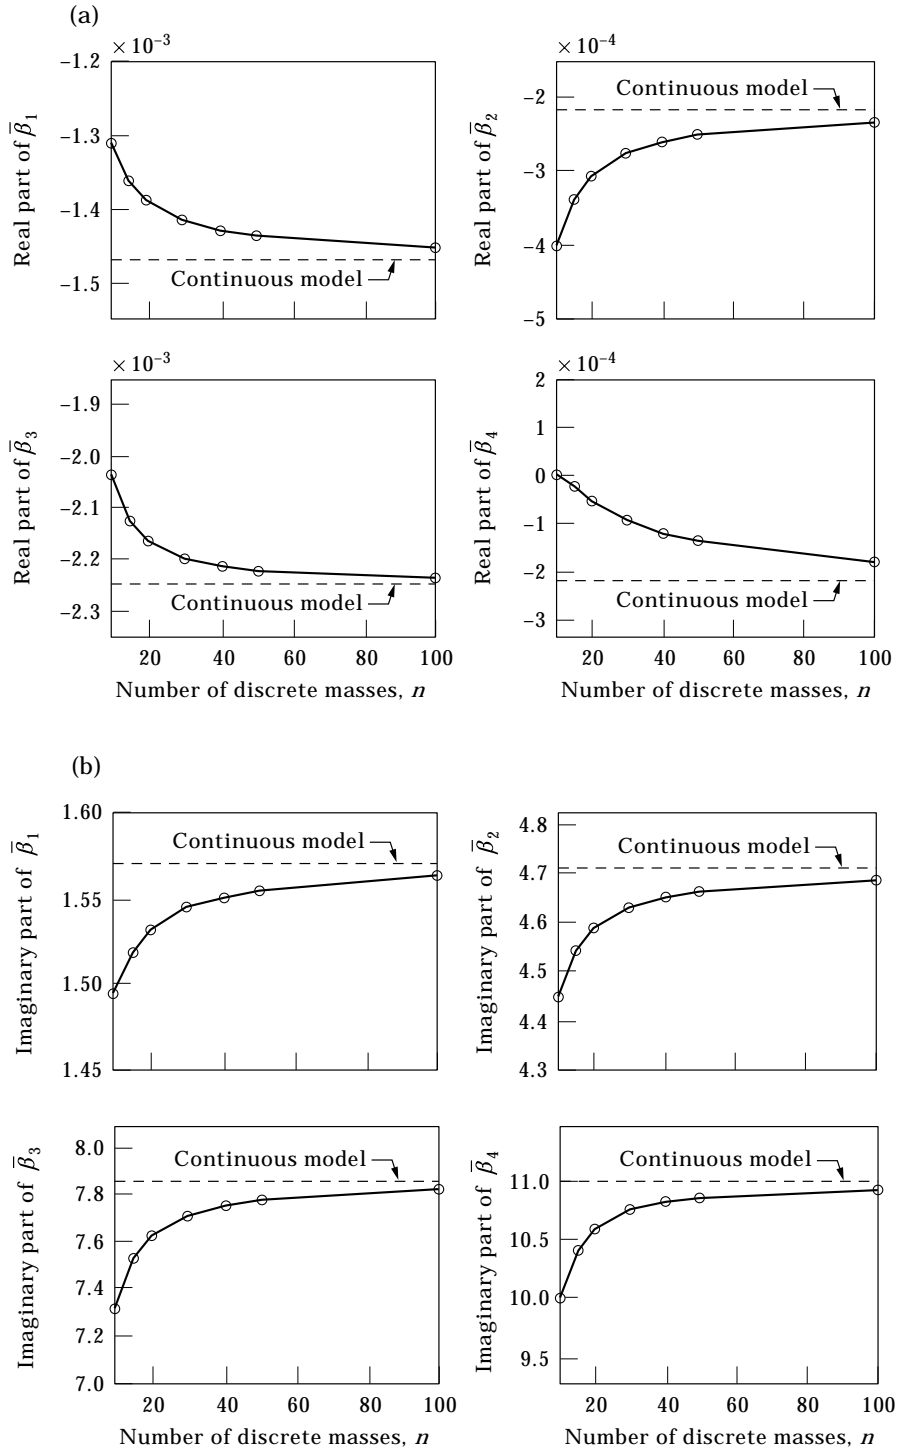 (a)
× 10⁻³
−1.2
−1.3
−1.4
−1.5
Real part of β̅₁
Continuous model
× 10⁻⁴
−2
−3
−4
−5
Real part of β̅₂
Continuous model
× 10⁻³
−1.9
−2.0
−2.1
−2.2
−2.3
Real part of β̅₃
Continuous model
20 40 60 80 100
Number of discrete masses, n
× 10⁻⁴
2
1
0
−1
−2
−3
Real part of β̅₄
Continuous model
20 40 60 80 100
Number of discrete masses, n
(b)
1.60
1.55
1.50
1.45
Imaginary part of β̅₁
Continuous model
4.8
4.7
4.6
4.5
4.4
4.3
Imaginary part of β̅₂
Continuous model
8.0
7.8
7.6
7.4
7.2
7.0
Imaginary part of β̅₃
Continuous model
20 40 60 80 100
Number of discrete masses, n
11.0
10.5
10.0
9.5
Imaginary part of β̅₄
Continuous model
20 40 60 80 100
Number of discrete masses, n